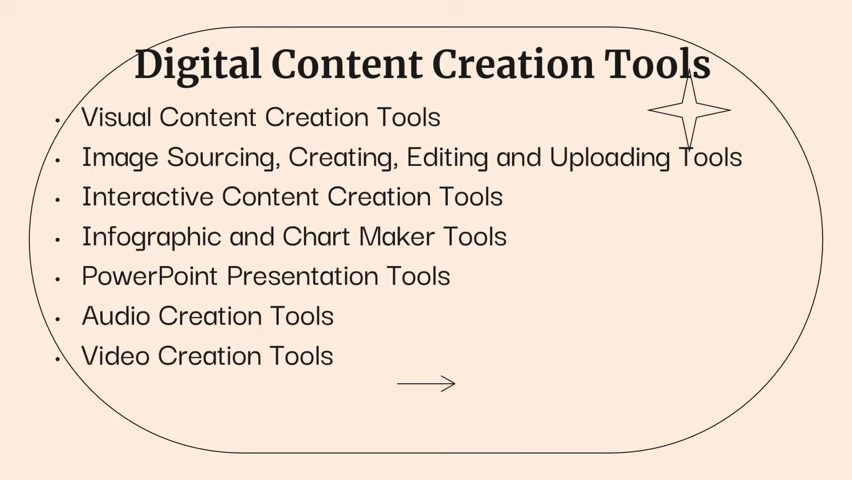 Digital Content Creation Tools
• Visual Content Creation Tools
• Image Sourcing, Creating, Editing and Uploading Tools
• Interactive Content Creation Tools
• Infographic and Chart Maker Tools
• PowerPoint Presentation Tools
• Audio Creation Tools
• Video Creation Tools